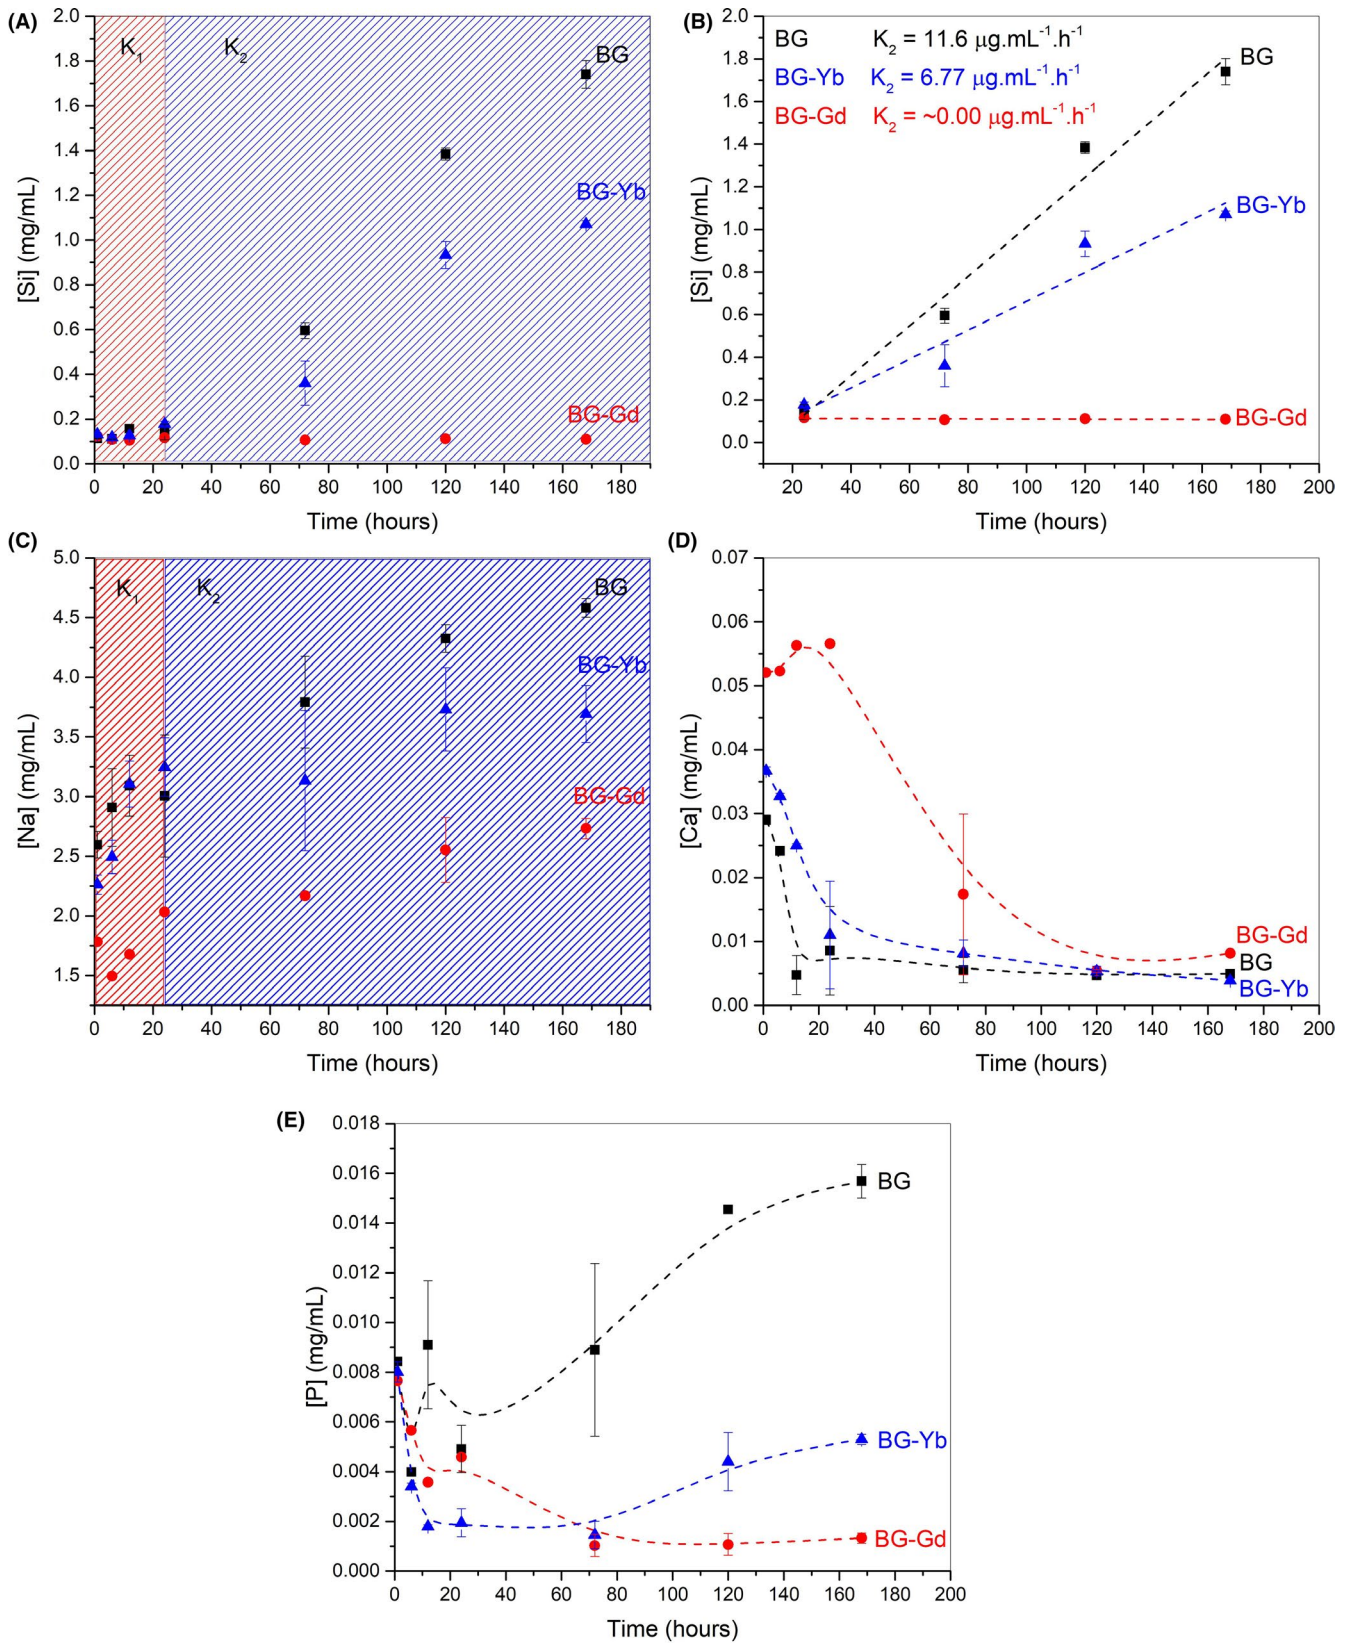 (A)
K₁
K₂
BG
BG-Yb
BG-Gd
[Si] (mg/mL)
2.0
1.8
1.6
1.4
1.2
1.0
0.8
0.6
0.4
0.2
0.0
0 20 40 60 80 100 120 140 160 180
Time (hours)
(B)
BG K₂ = 11.6 μg.mL⁻¹.h⁻¹
BG-Yb K₂ = 6.77 μg.mL⁻¹.h⁻¹
BG-Gd K₂ = ~0.00 μg.mL⁻¹.h⁻¹
BG
BG-Yb
BG-Gd
[Si] (mg/mL)
2.0
1.8
1.6
1.4
1.2
1.0
0.8
0.6
0.4
0.2
0.0
20 40 60 80 100 120 140 160 180 200
Time (hours)
(C)
K₁
K₂
BG
BG-Yb
BG-Gd
[Na] (mg/mL)
5.0
4.5
4.0
3.5
3.0
2.5
2.0
1.5
0 20 40 60 80 100 120 140 160 180
Time (hours)
(D)
[Ca] (mg/mL)
0.07
0.06
0.05
0.04
0.03
0.02
0.01
0.00
BG-Gd
BG
BG-Yb
0 20 40 60 80 100 120 140 160 180 200
Time (hours)
(E)
[P] (mg/mL)
0.018
0.016
0.014
0.012
0.010
0.008
0.006
0.004
0.002
0.000
BG
BG-Yb
BG-Gd
0 20 40 60 80 100 120 140 160 180 200
Time (hours)